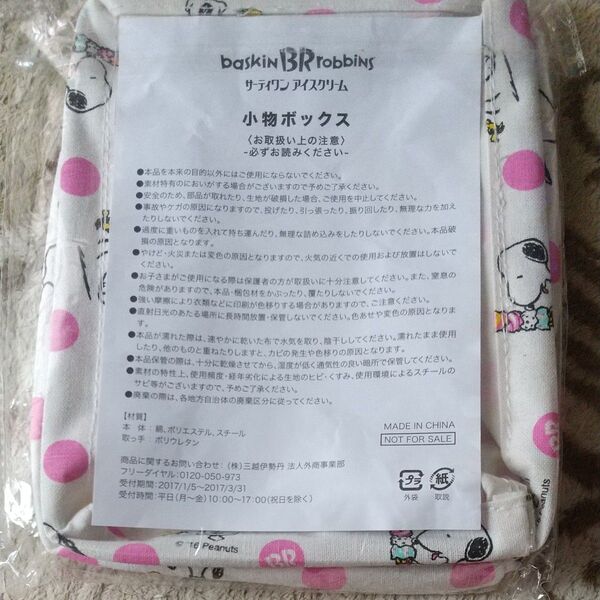 baskin BR robbins
サーティワン アイスクリーム
小物ボックス
〈お取扱い上の注意〉
-必ずお読みください-
●本品を本来の目的以外にはご使用にならないでください。
●素材特有のにおいがする場合がございますので予めご了承ください。
●安全のため、部品が取れたり、生地が破損した場合、ご使用を中止してください。
●事故やケガの原因になりますので、投げたり、引っ張ったり、振り回したり、無理な力を加え
たりしないでください。
●過度に重いものを入れて持ち運んだり、無理な詰め込みをしたりしないでください。本品破
損の原因となります。
●やけど・火災または変色の原因となりますので、火気の近くでの使用および放置はしないで
ください。
●お子さまがご使用になる際は保護者の方が取扱いに十分注意してください。また、窒息の
危険がありますので、本品・梱包材をかぶったり、覆たりしないでください。
●強い摩擦により衣類などに印刷が色移りする場合がありますので、ご了承ください。
●直射日光のあたる場所に長時間放置・保管しないでください。色あせや変色の原因となりま
す。
●本品が濡れた際は、速やかに乾いた布で水気を取り、陰干ししてください。濡れたまま使用
したり、他のものと重ねたりしますと、カビの発生や色移りの原因となります。
●本品保管の際は、十分に乾燥させてから、湿度が低く通気性の良い暗所で保管してください。
●素材の特性上、使用頻度・経年劣化による生地のヒビ・くすみ、使用環境によるスチールの
サビ等がございますので、予めご了承ください。
●廃棄の際は、各地方自治体の廃棄区分に従ってください。
【材質】
本 体：綿、ポリエステル、スチール
取っ手：ポリウレタン
MADE IN CHINA
NOT FOR SALE
商品に関するお問い合わせ：(株)三越伊勢丹 法人外商事業部
フリーダイヤル：0120-050-973
受付期間：2017/1/5～2017/3/31
受付時間：平日(月～金)10:00～17:00(祝日を除く)
プラ
外袋
紙
取説
©'16 Peanuts
BR
Peanuts